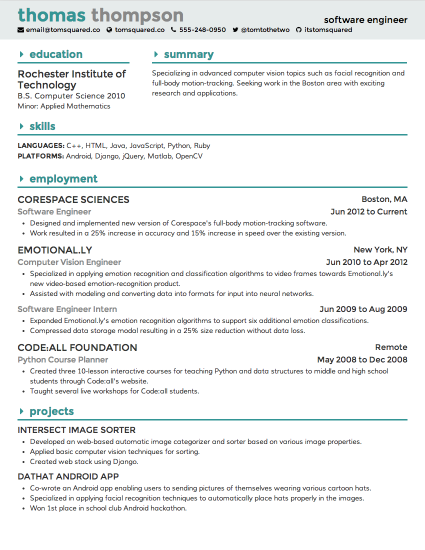 thomas thompson
software engineer
email@tomsquared.co tomsquared.co 555-248-0950 @tomtothetwo itstomsquared
education
Rochester Institute of
Technology
B.S. Computer Science 2010
Minor: Applied Mathematics
summary
Specializing in advanced computer vision topics such as facial recognition and
full-body motion-tracking. Seeking work in the Boston area with exciting
research and applications.
skills
LANGUAGES: C++, HTML, Java, JavaScript, Python, Ruby
PLATFORMS: Android, Django, jQuery, Matlab, OpenCV
employment
CORESPACE SCIENCES Boston, MA
Software Engineer Jun 2012 to Current
• Designed and implemented new version of Corespace's full-body motion-tracking software.
• Work resulted in a 25% increase in accuracy and 15% increase in speed over the existing version.
EMOTIONAL.LY New York, NY
Computer Vision Engineer Jun 2010 to Apr 2012
• Specialized in applying emotion recognition and classification algorithms to video frames towards Emotional.ly's
new video-based emotion-recognition product.
• Assisted with modeling and converting data into formats for input into neural networks.
Software Engineer Intern Jun 2009 to Aug 2009
• Expanded Emotional.ly's emotion recognition algorithms to support six additional emotion classifications.
• Compressed data storage modal resulting in a 25% size reduction without data loss.
CODE:ALL FOUNDATION Remote
Python Course Planner May 2008 to Dec 2008
• Created three 10-lesson interactive courses for teaching Python and data structures to middle and high school
students through Code:all's website.
• Taught several live workshops for Code:all students.
projects
INTERSECT IMAGE SORTER
• Developed an web-based automatic image categorizer and sorter based on various image properties.
• Applied basic computer vision techniques for sorting.
• Created web stack using Django.
DATHAT ANDROID APP
• Co-wrote an Android app enabling users to sending pictures of themselves wearing various cartoon hats.
• Specialized in applying facial recognition techniques to automatically place hats properly in the images.
• Won 1st place in school club Android hackathon.